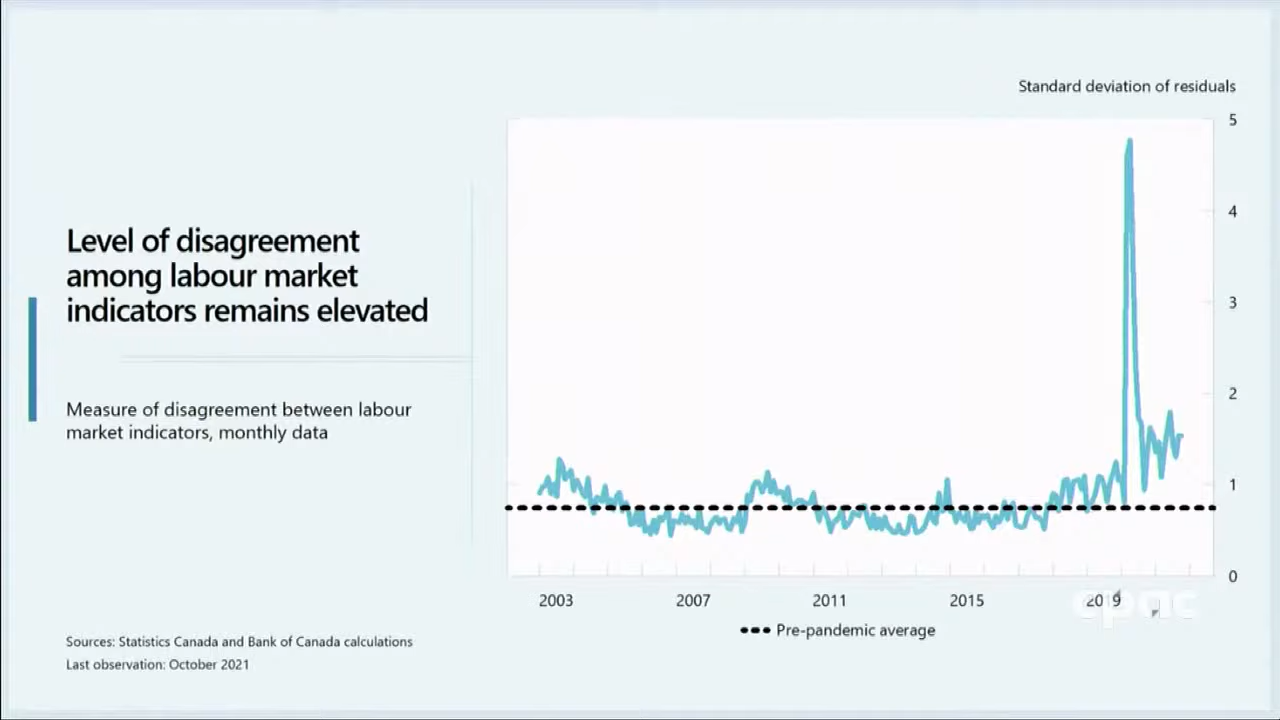 Standard deviation of residuals
5
4
3
2
1
0
Level of disagreement
among labour market
indicators remains elevated
Measure of disagreement between labour
market indicators, monthly data
2003 2007 2011 2015 2019
Pre-pandemic average
Sources: Statistics Canada and Bank of Canada calculations
Last observation: October 2021
cpac